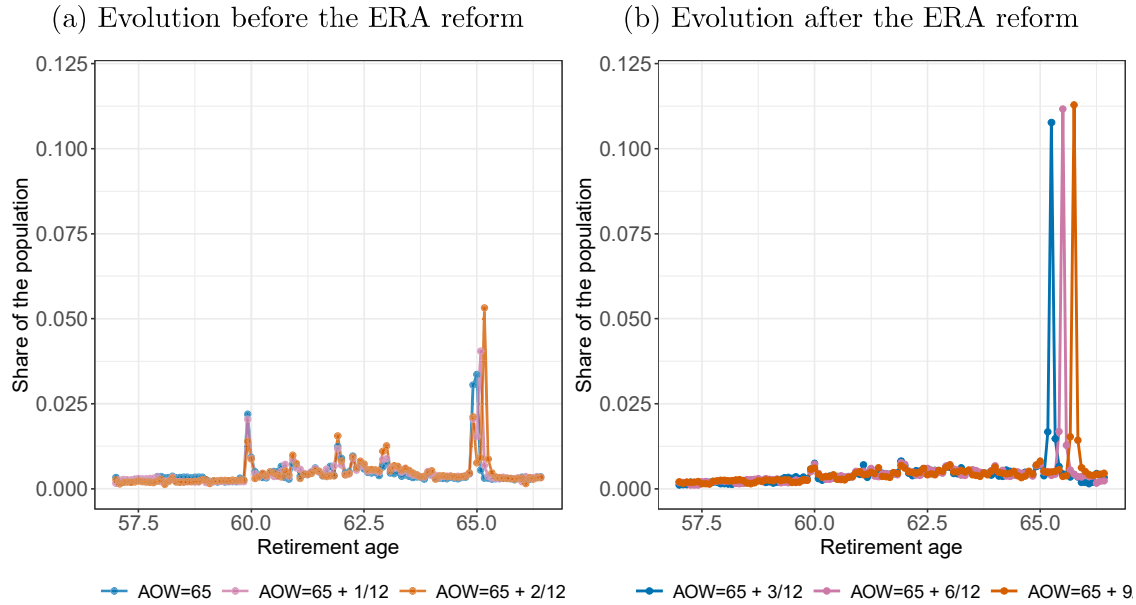 (a) Evolution before the ERA reform
(b) Evolution after the ERA reform
0.125
0.100
0.075
0.050
0.025
0.000
Share of the population
57.5 60.0 62.5 65.0
Retirement age
AOW=65 AOW=65 + 1/12 AOW=65 + 2/12
0.125
0.100
0.075
0.050
0.025
0.000
Share of the population
57.5 60.0 62.5 65.0
Retirement age
AOW=65 + 3/12 AOW=65 + 6/12 AOW=65 + 9/